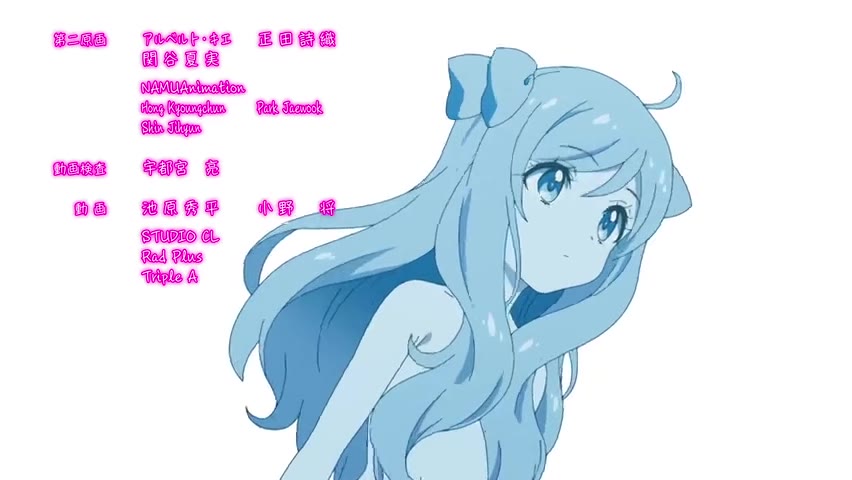 第二原画 アルベルト・キエ 正田詩織
関谷夏実
NAMUAnimation
Hong Kyoungchun Park Jaewook
Shin Jihyun
動画検査 宇都宮 亮
動画 池原秀平 小野 将
STUDIO CL
Rad Plus
Triple A